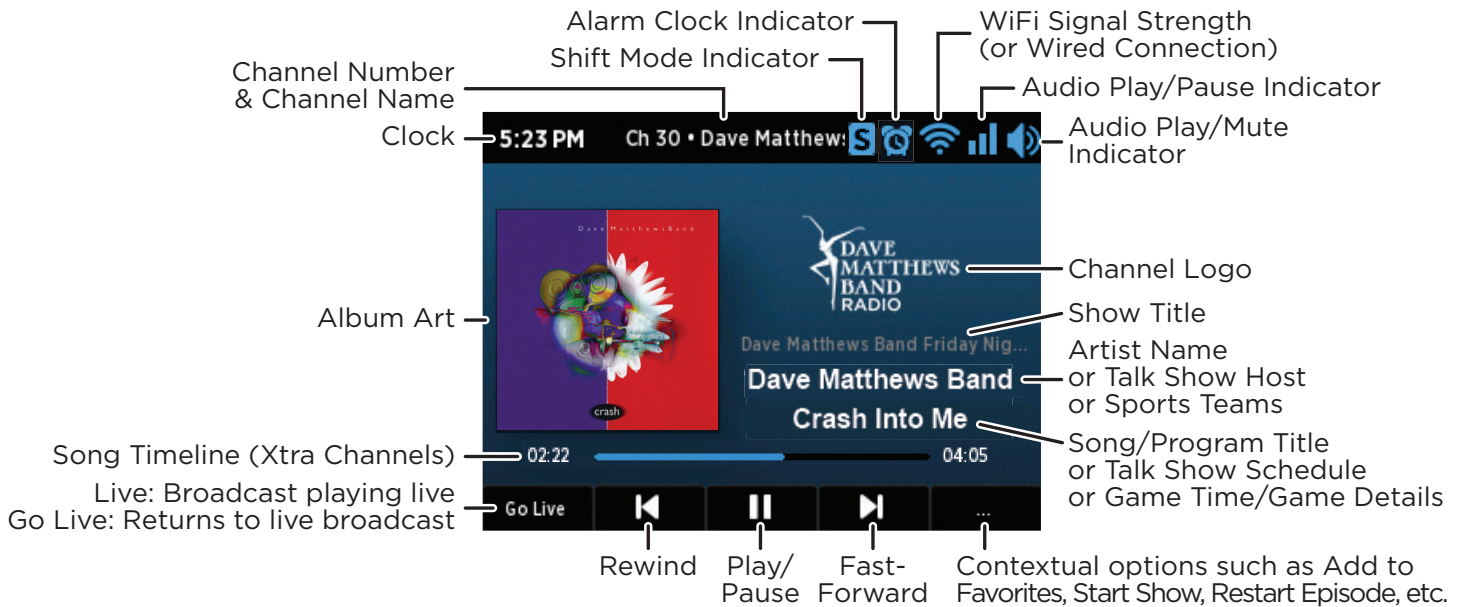 Alarm Clock Indicator
WiFi Signal Strength
(or Wired Connection)
Shift Mode Indicator
Channel Number
& Channel Name
Audio Play/Pause Indicator
Clock
5:23 PM
Ch 30 • Dave Matthews
S
Audio Play/Mute
Indicator
Dave Matthews Band
DAVE
MATTHEWS
BAND
RADIO
Channel Logo
Album Art
Show Title
Dave Matthews Band Friday Nig...
Artist Name
or Talk Show Host
or Sports Teams
Dave Matthews Band
crash
Crash Into Me
Song/Program Title
or Talk Show Schedule
or Game Time/Game Details
Song Timeline (Xtra Channels)
02:22
04:05
Live: Broadcast playing live
Go Live: Returns to live broadcast
Go Live
...
Rewind
Play/
Pause
Fast-
Forward
Contextual options such as Add to
Favorites, Start Show, Restart Episode, etc.